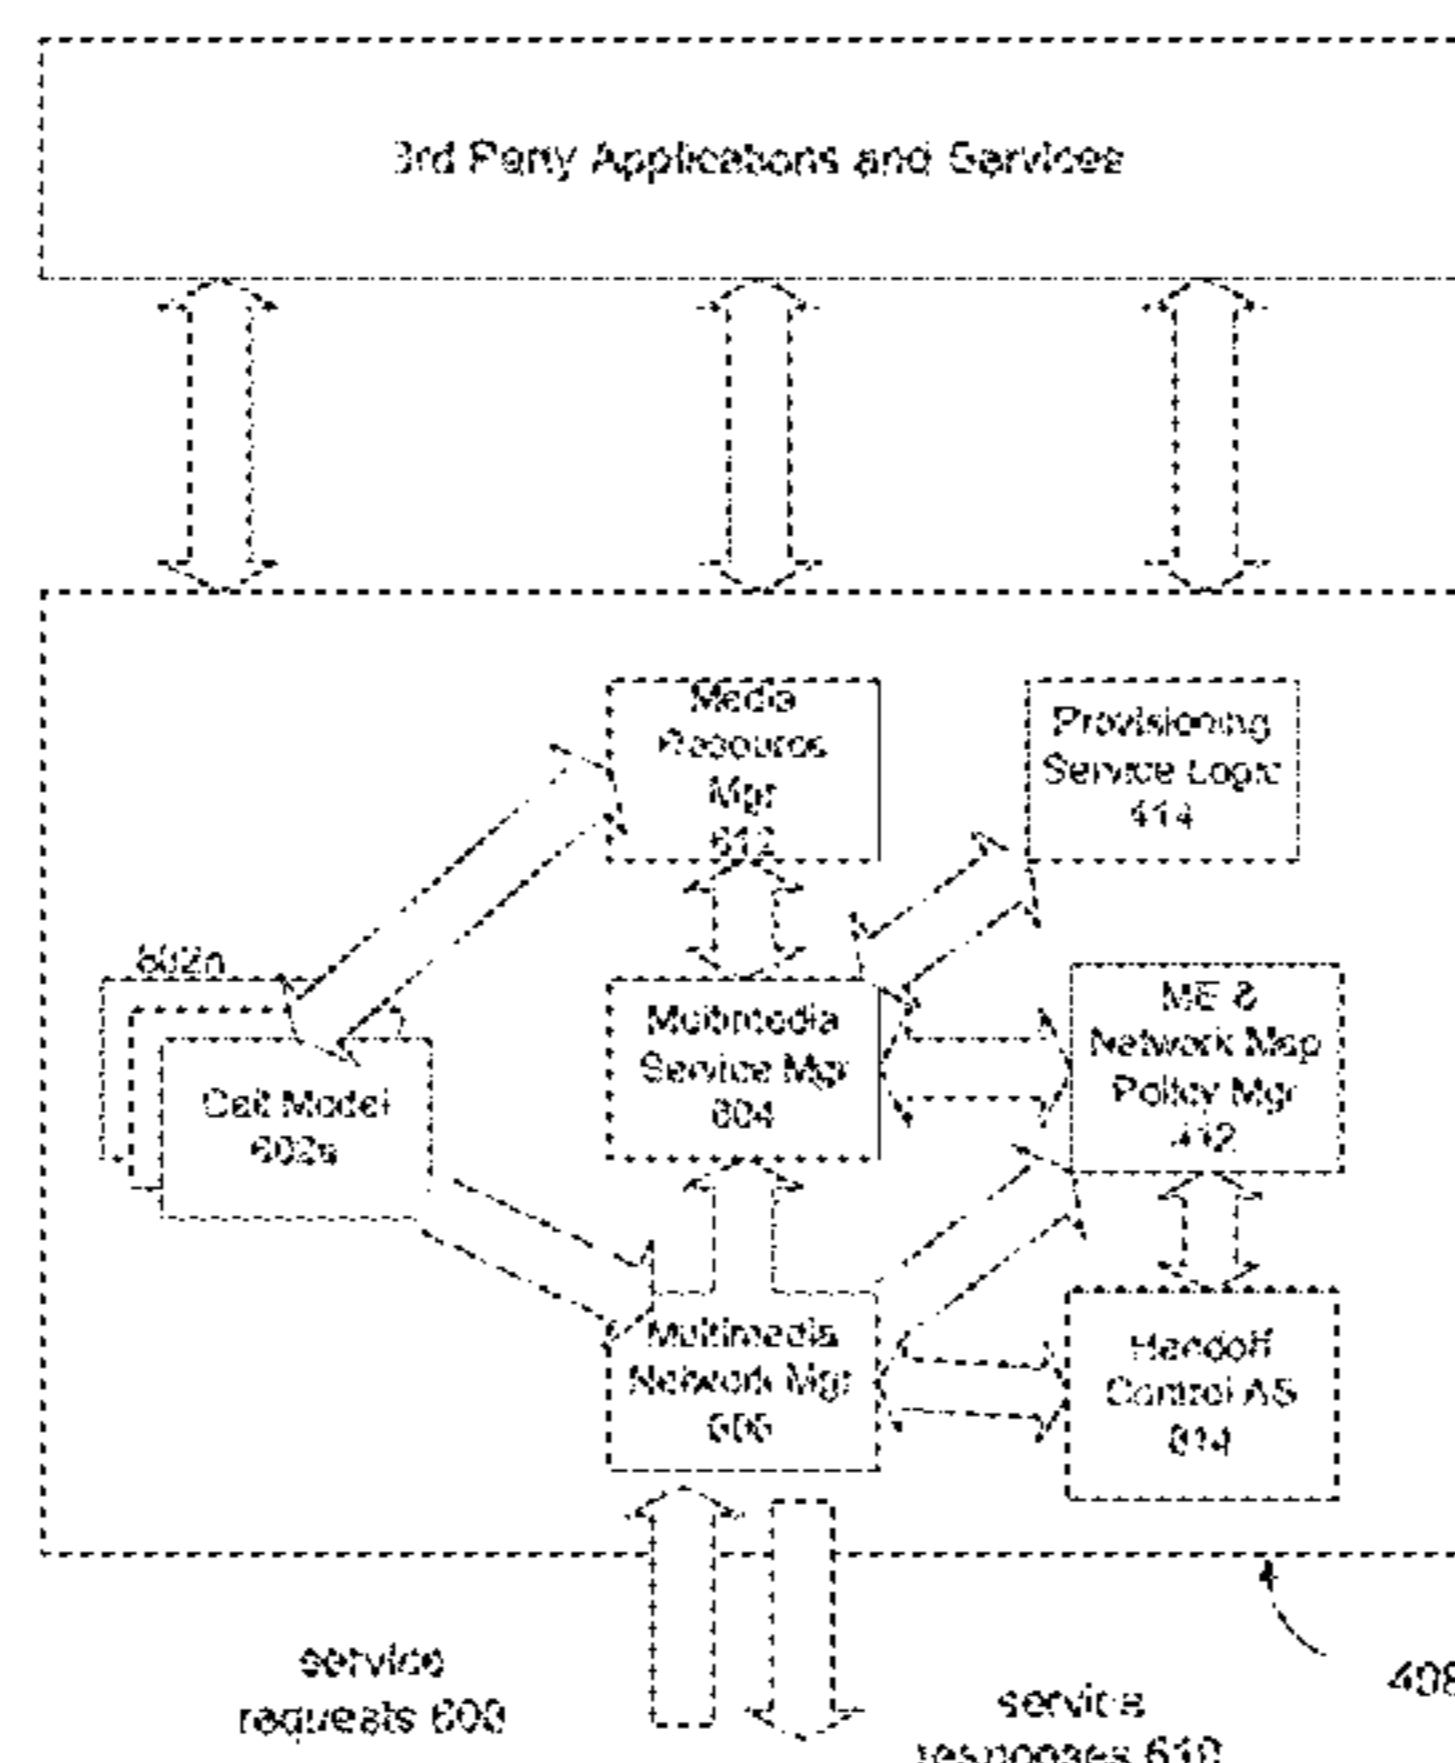 3rd Party Applications and Services
Media
Resource
Mgr
612
Provisioning
Service Logic
414
602n
Call Model
602a
Multimedia
Service Mgr
604
ME &
Network Map
Policy Mgr
412
Multimedia
Network Mgr
606
Handoff
Control AS
614
service
requests 608
408
service
responses 610